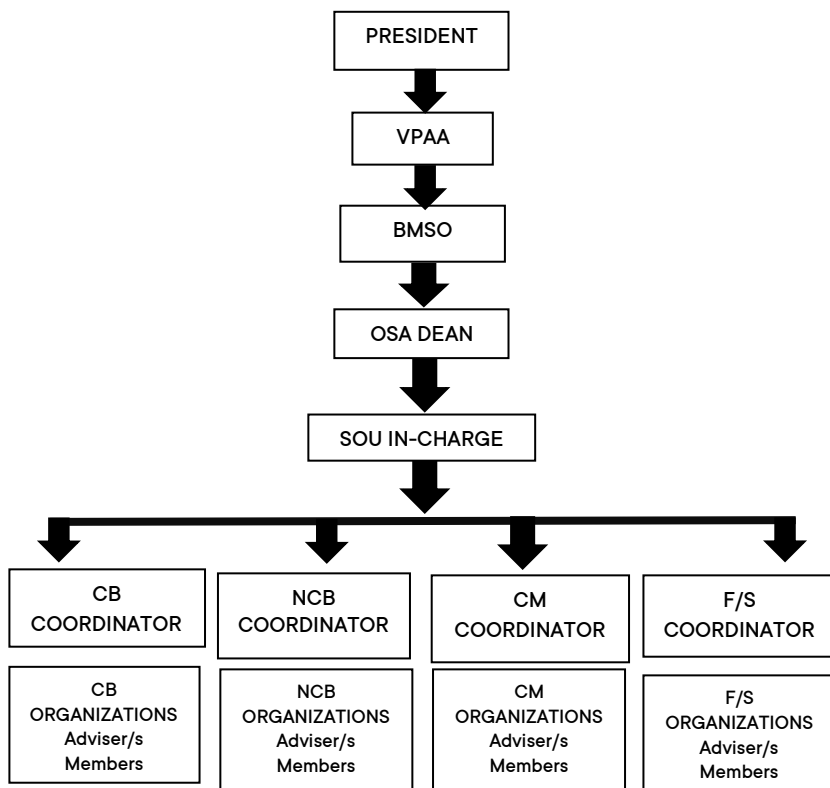 PRESIDENT
VPAA
BMSO
OSA DEAN
SOU IN-CHARGE
CB
COORDINATOR
NCB
COORDINATOR
CM
COORDINATOR
F/S
COORDINATOR
CB
ORGANIZATIONS
Adviser/s
Members
NCB
ORGANIZATIONS
Adviser/s
Members
CM
ORGANIZATIONS
Adviser/s
Members
F/S
ORGANIZATIONS
Adviser/s
Members